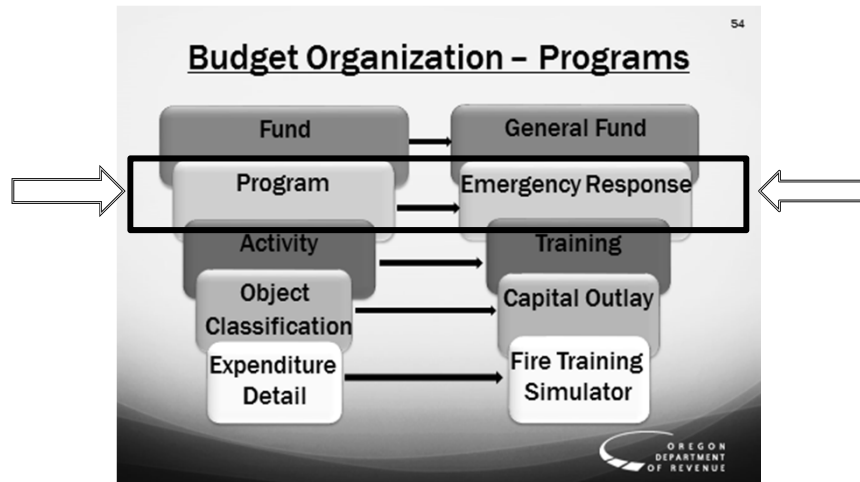 54
Budget Organization – Programs
Fund
General Fund
Program
Emergency Response
Activity
Training
Object
Classification
Capital Outlay
Expenditure
Detail
Fire Training
Simulator
OREGON
DEPARTMENT
OF REVENUE